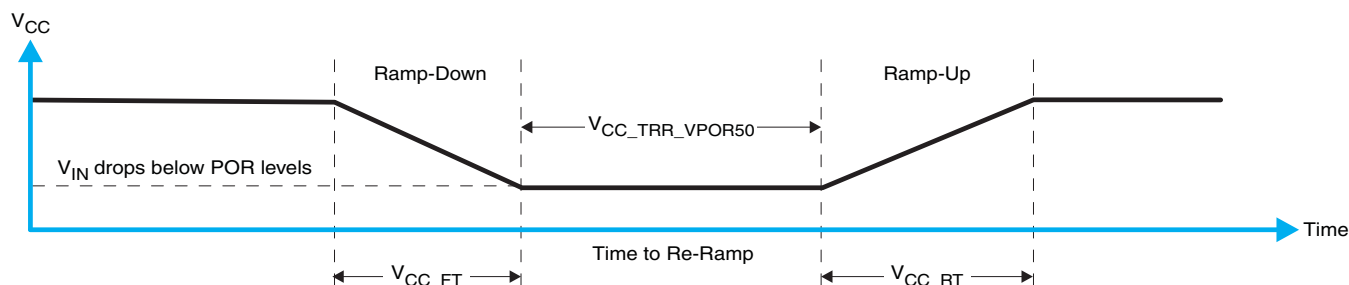 VCC
Ramp-Down
Ramp-Up
VCC_TRR_VPOR50
VIN drops below POR levels
Time
Time to Re-Ramp
VCC_FT
VCC_RT